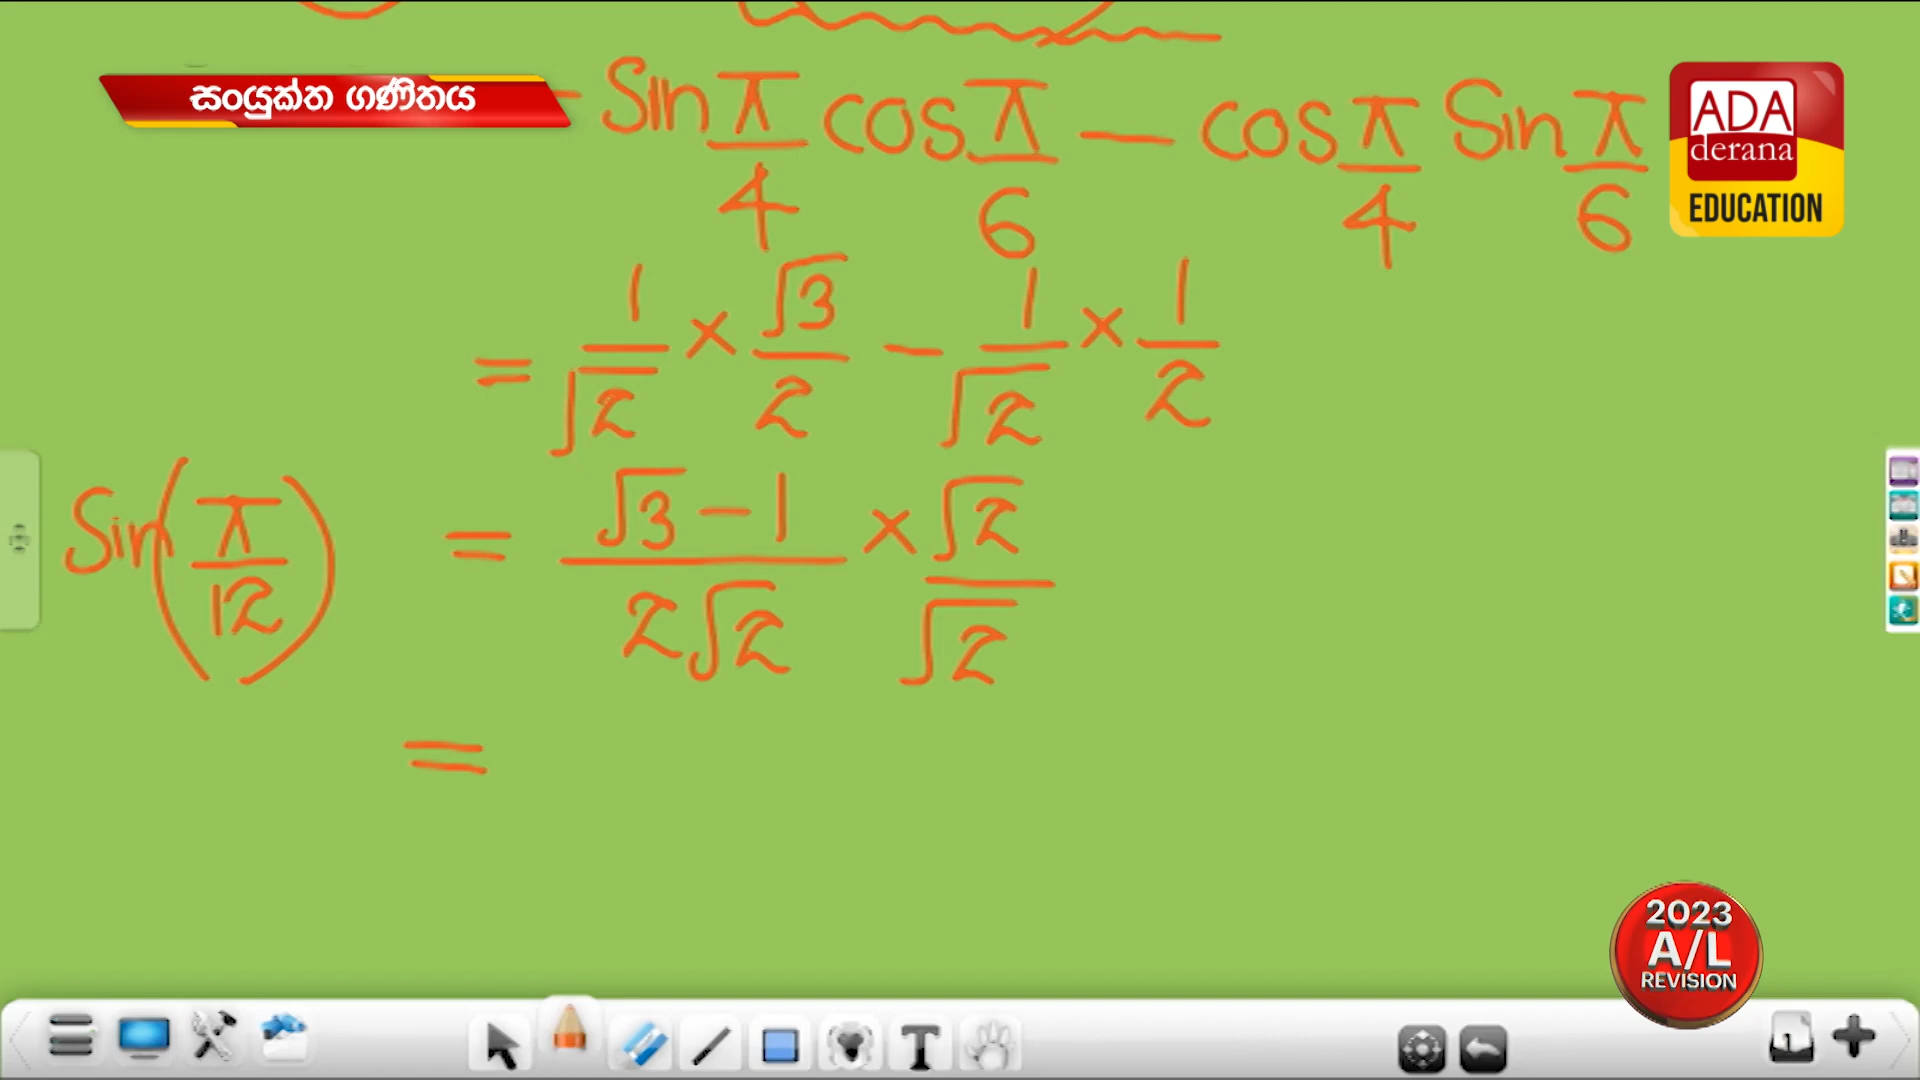 සංයුක්ත ගණිතය
= Sin π/4 cos π/6 — cos π/4 Sin π/6
= 1/√2 × √3/2 - 1/√2 × 1/2
Sin(π/12) = √3-1/2√2 × √2/√2
=
ADA
derana
EDUCATION
2023
A/L
REVISION
T
1